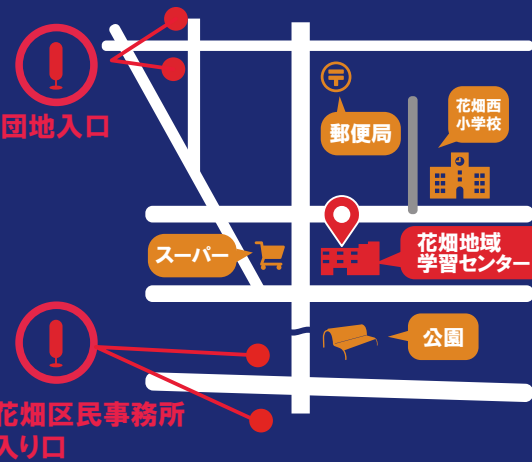 団地入口
郵便局
花畑西
小学校
スーパー
花畑地域
学習センター
公園
花畑区民事務所
入り口